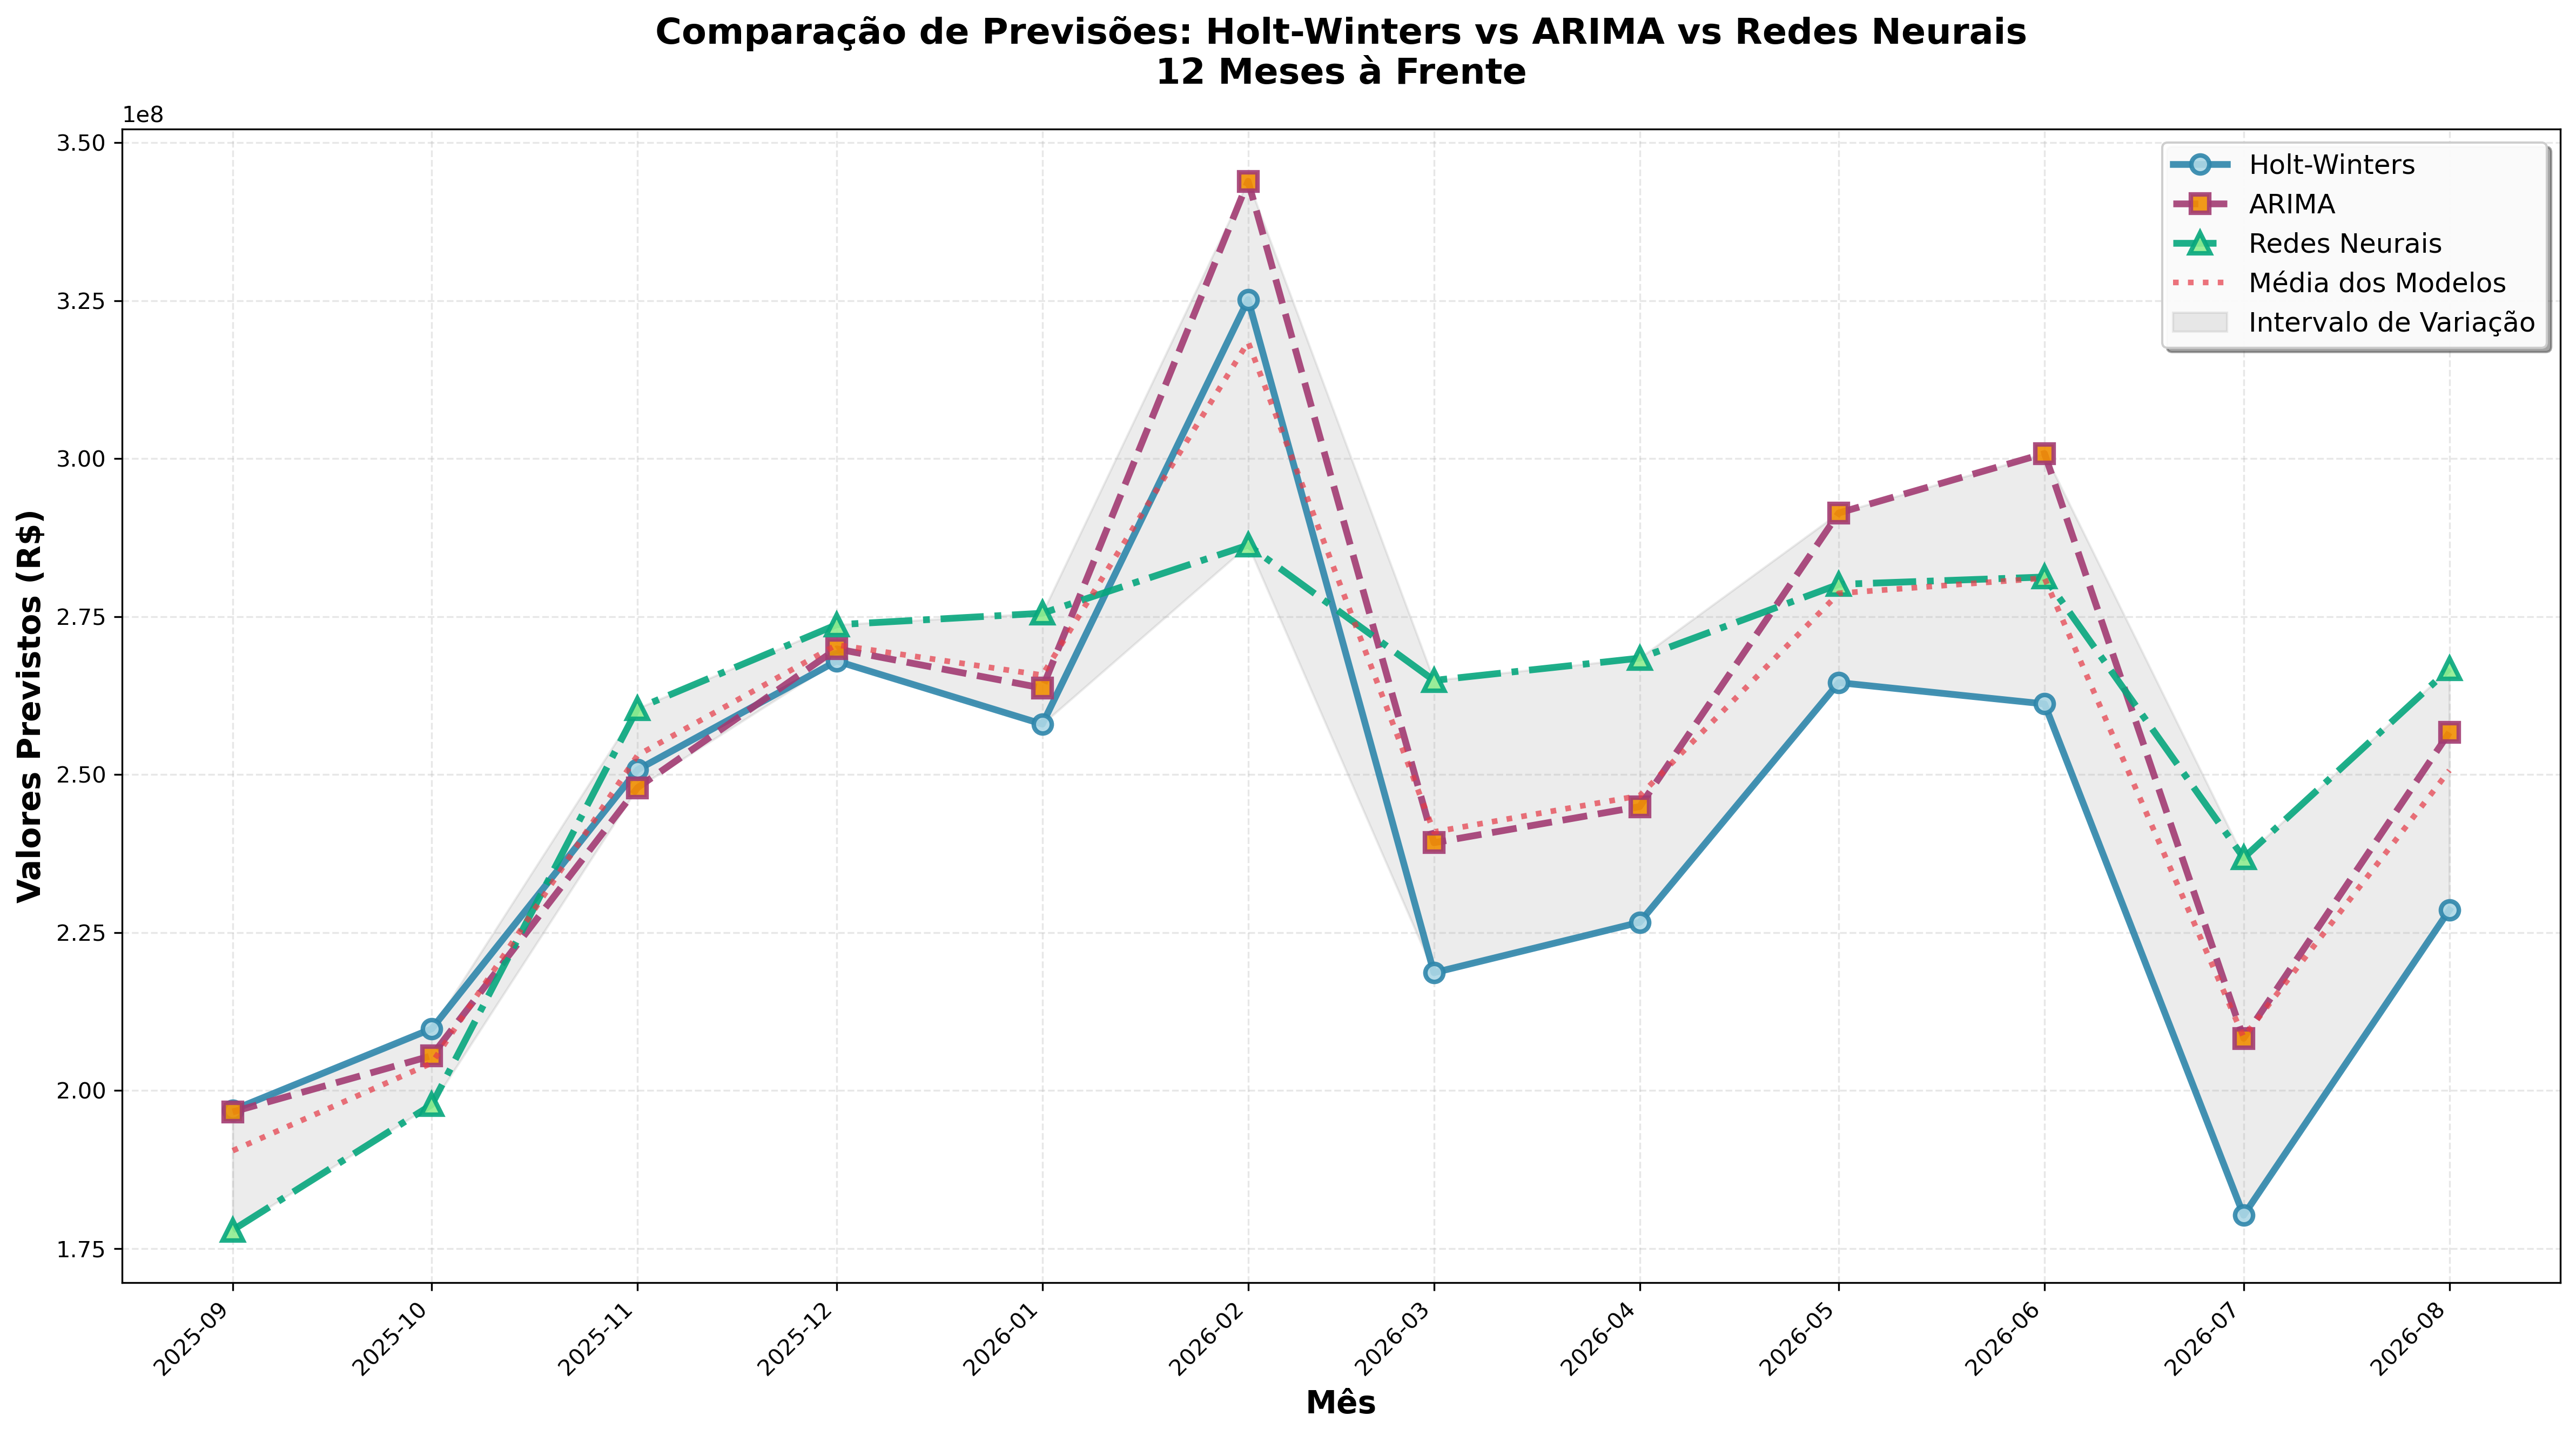 Comparação de Previsões: Holt-Winters vs ARIMA vs Redes Neurais
12 Meses à Frente
1e8
3.50
3.25
3.00
2.75
2.50
2.25
2.00
1.75
Valores Previstos (R$)
Holt-Winters
ARIMA
Redes Neurais
Média dos Modelos
Intervalo de Variação
2025-09
2025-10
2025-11
2025-12
2026-01
2026-02
2026-03
2026-04
2026-05
2026-06
2026-07
2026-08
Mês